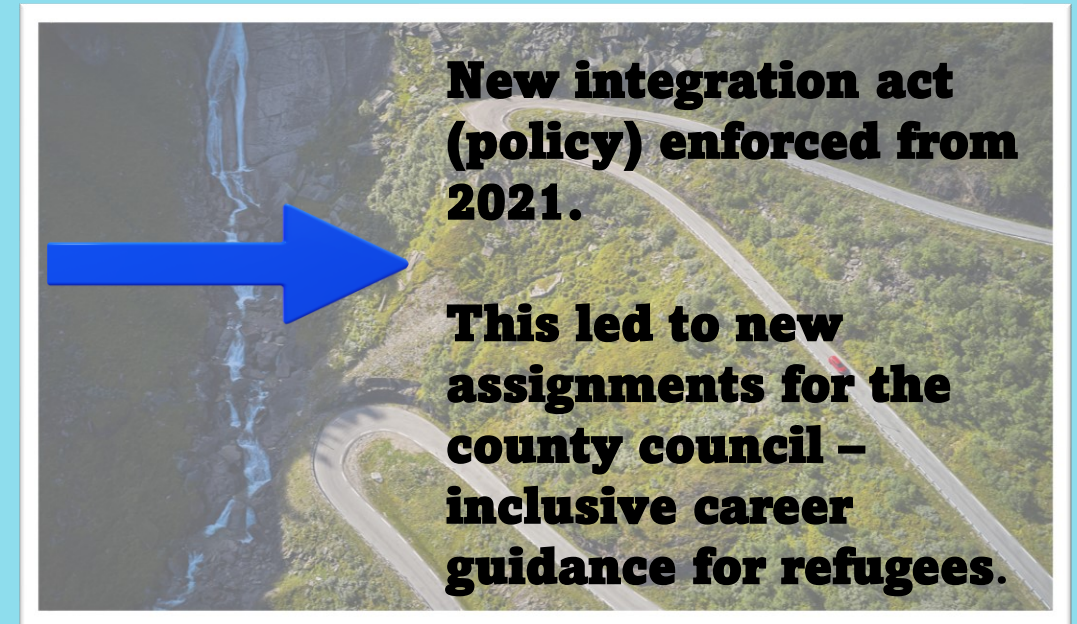 New integration act
(policy) enforced from
2021.
This led to new
assignments for the
county council –
inclusive career
guidance for refugees.